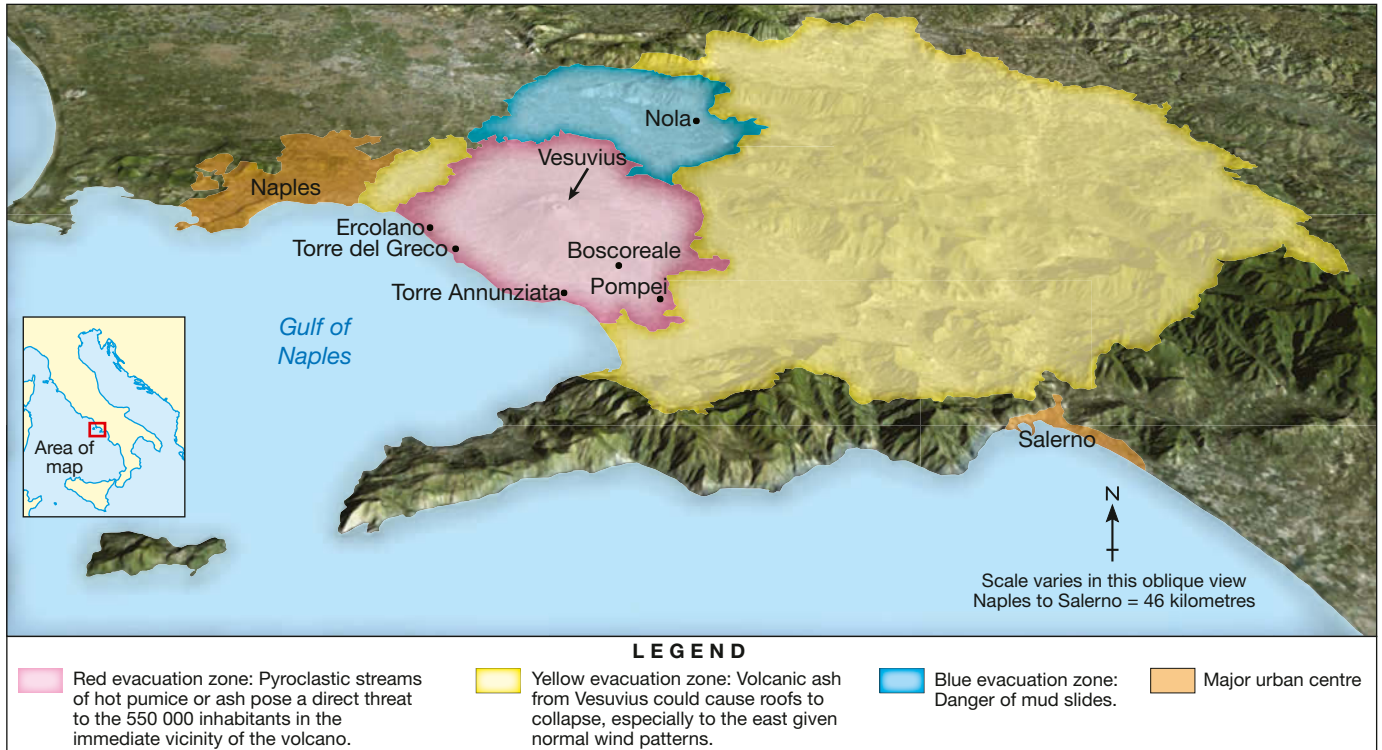 Nola
Vesuvius
Naples
Ercolano
Torre del Greco
Boscoreale
Torre Annunziata
Pompei
Gulf of
Naples
Area of
map
Salerno
N
Scale varies in this oblique view
Naples to Salerno = 46 kilometres
LEGEND
Red evacuation zone: Pyroclastic streams
of hot pumice or ash pose a direct threat
to the 550 000 inhabitants in the
immediate vicinity of the volcano.
Yellow evacuation zone: Volcanic ash
from Vesuvius could cause roofs to
collapse, especially to the east given
normal wind patterns.
Blue evacuation zone:
Danger of mud slides.
Major urban centre